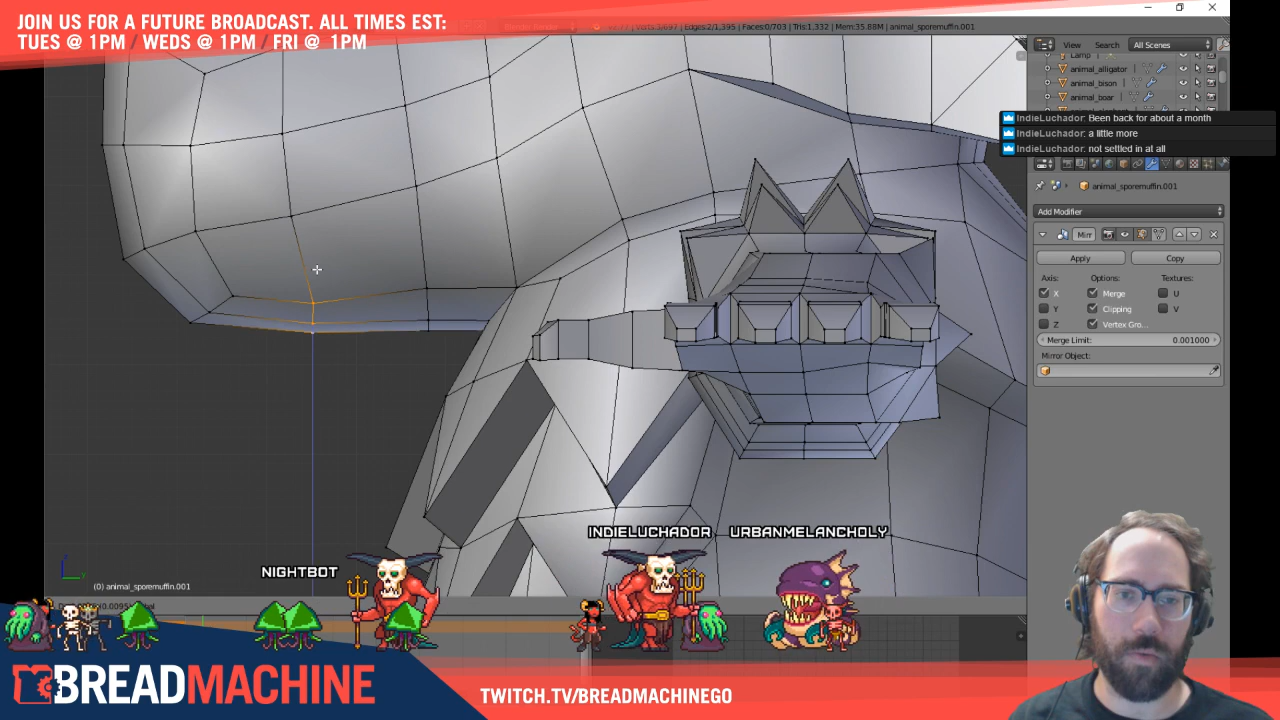 JOIN US FOR A FUTURE BROADCAST. ALL TIMES EST:
TUES @ 1PM / WEDS @ 1PM / FRI @ 1PM
Verts:1/697 | Edges:2/1,395 | Faces:0/703 | Tris:1,332 | Mem:35.88M | animal_sporemuffin.001
View Search All Scenes
Lamp
animal_alligator
animal_bison
animal_boar
IndieLuchador: Been back for about a month
IndieLuchador: a little more
IndieLuchador: not settled in at all
animal_sporemuffin.001
Add Modifier
Mirr
Apply Copy
Axis: Options: Textures:
X Merge U
Y Clipping V
Z Vertex Gro...
Merge Limit: 0.001000
Mirror Object:
INDIELUCHADOR URBANMELANCHOLY
NIGHTBOT
(0) animal_sporemuffin.001
BREADMACHINE
TWITCH.TV/BREADMACHINEGO